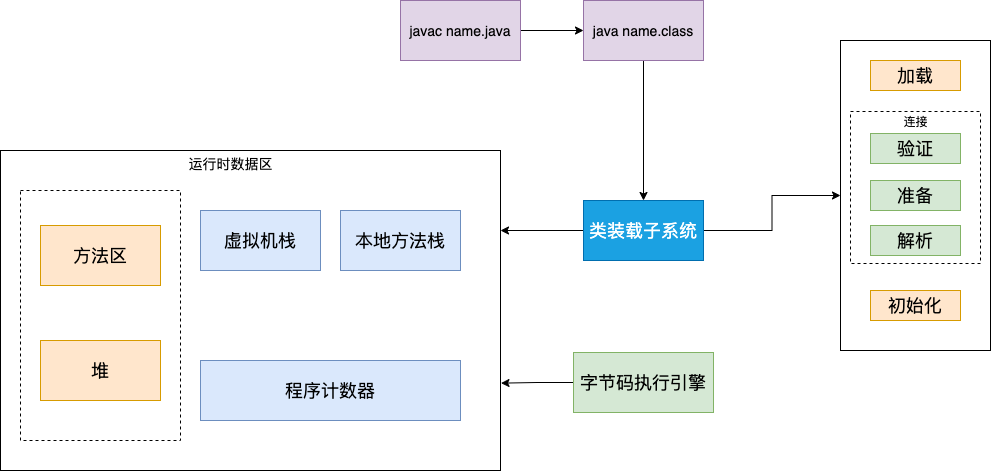 javac name.java
java name.class
加载
连接
验证
准备
解析
初始化
运行时数据区
方法区
虚拟机栈
本地方法栈
类装载子系统
堆
程序计数器
字节码执行引擎